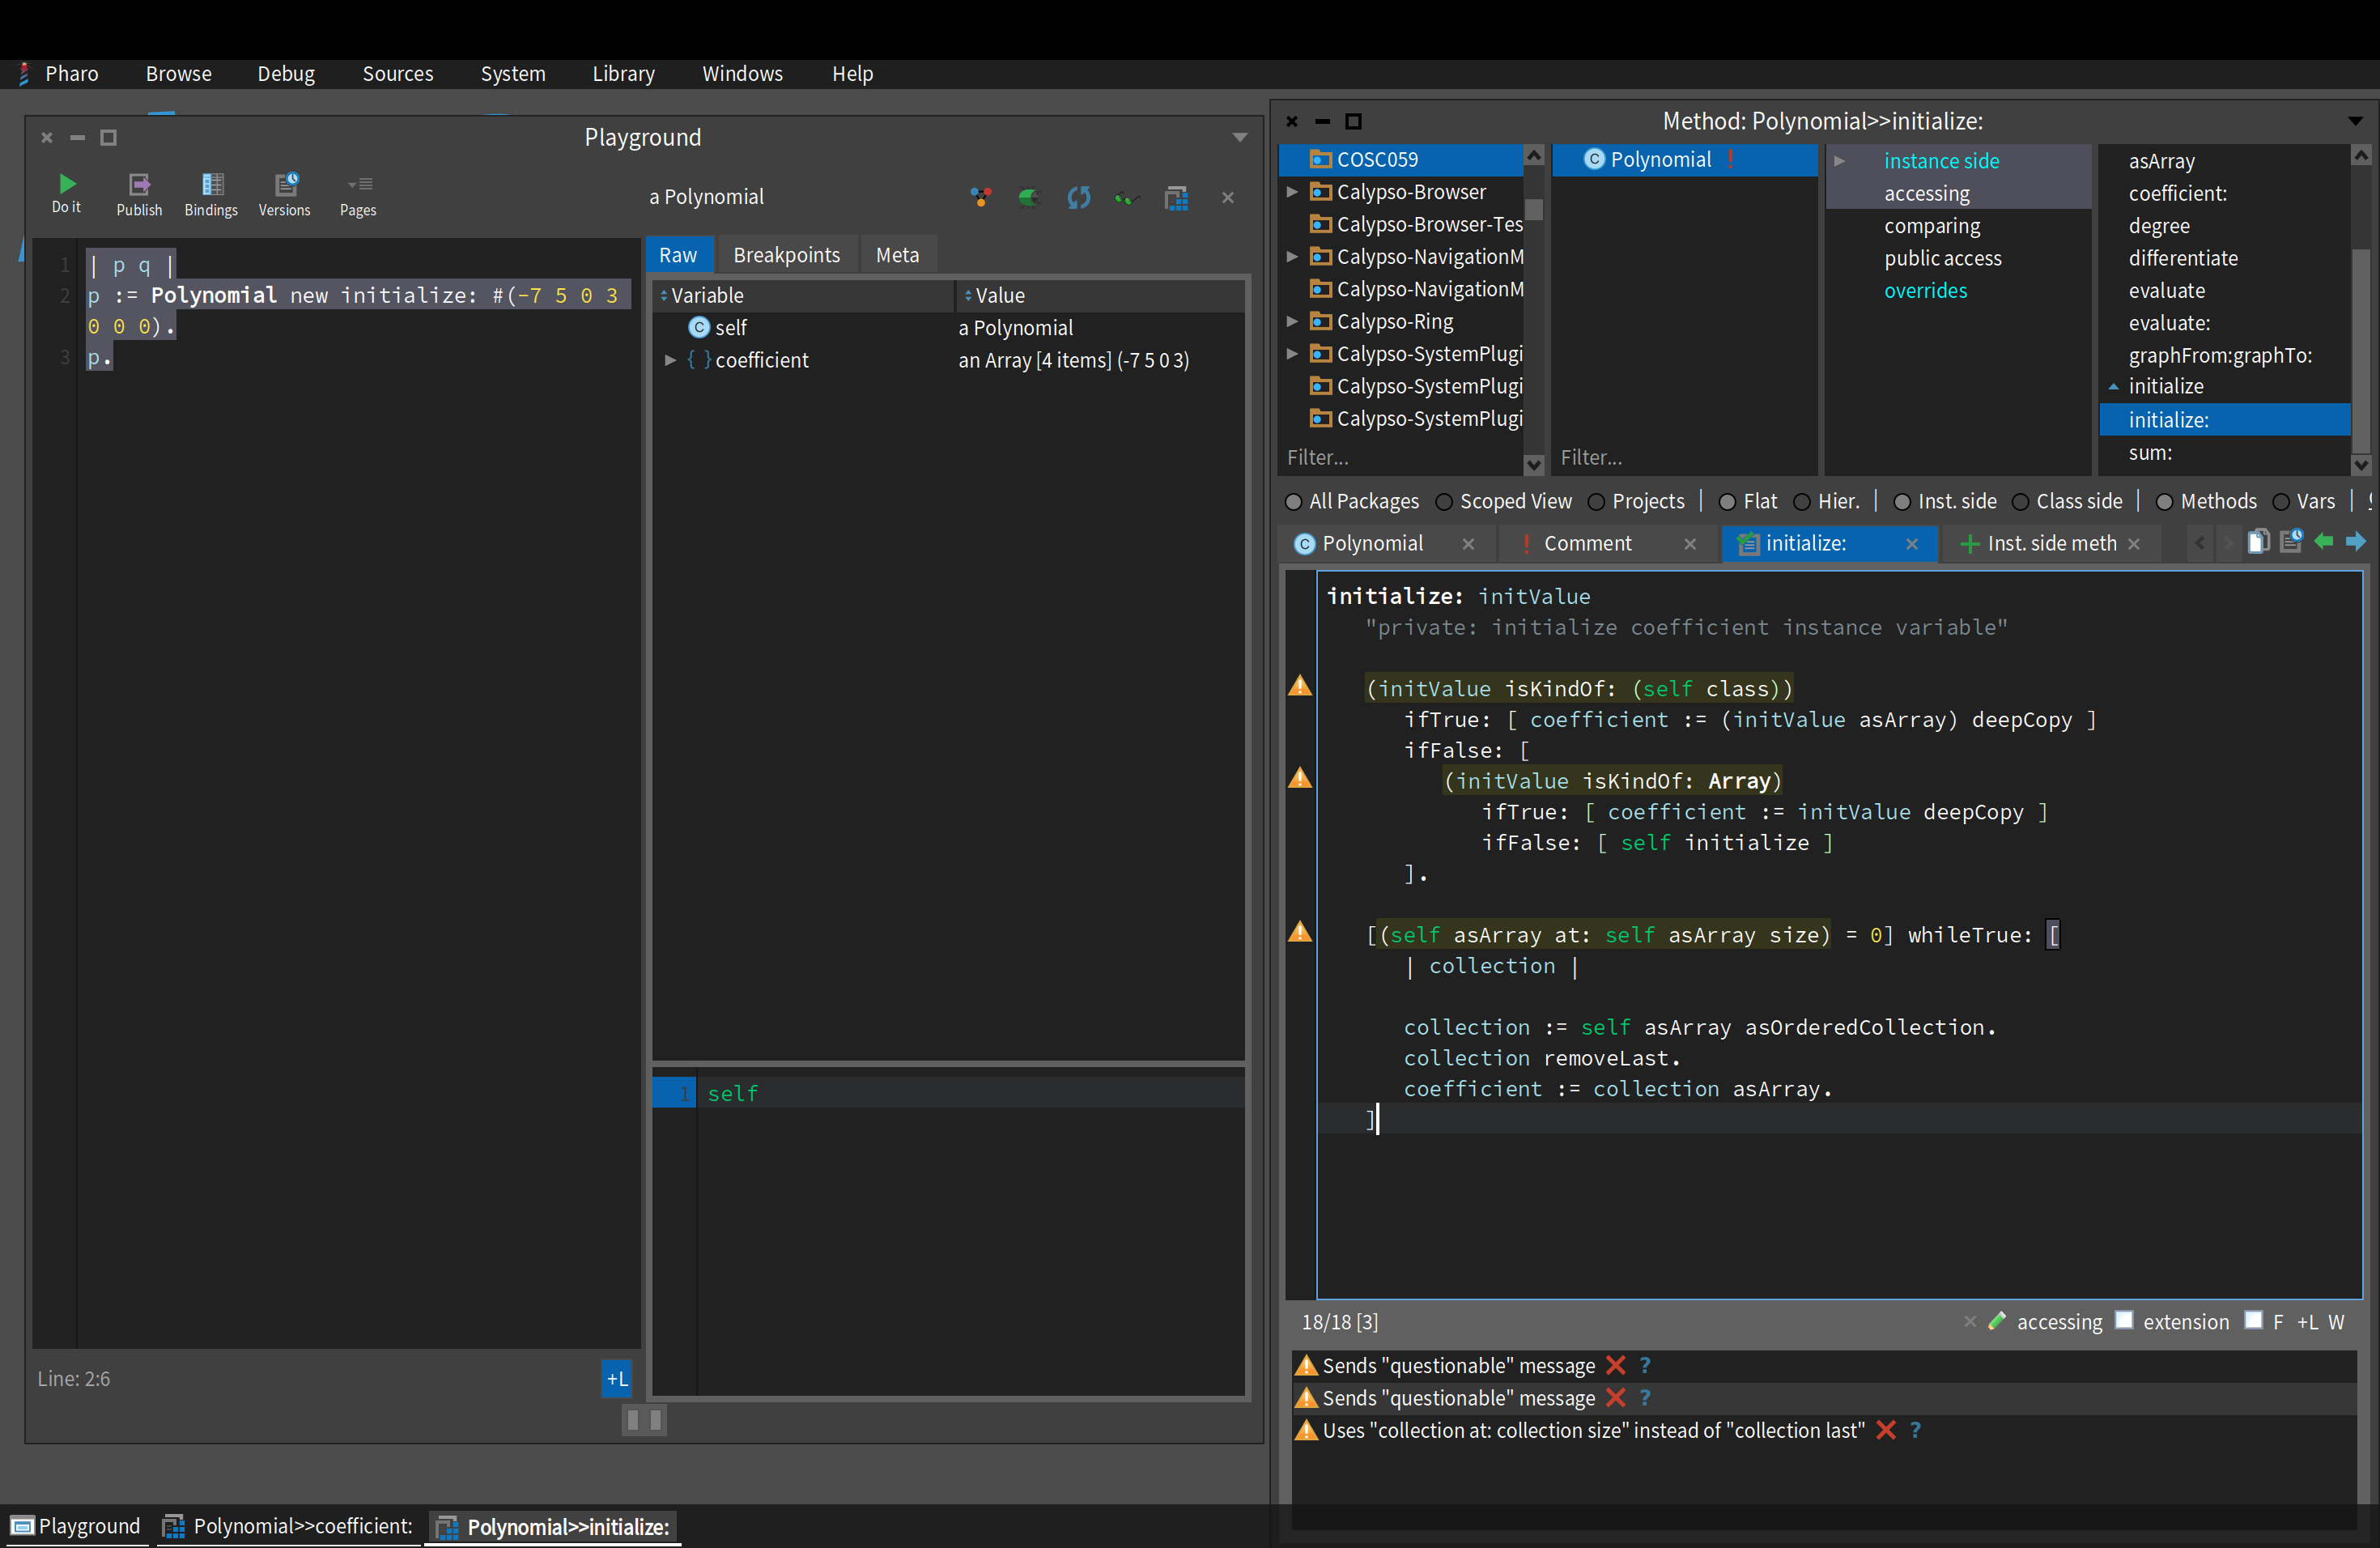 Pharo Browse Debug Sources System Library Windows Help
Playground
Do it Publish Bindings Versions Pages
a Polynomial
1 | p q |
2 p := Polynomial new initialize: #(-7 5 0 3
0 0 0).
3 p.
Raw Breakpoints Meta
Variable Value
self a Polynomial
{ } coefficient an Array [4 items] (-7 5 0 3)
1 self
Line: 2:6 +L
Method: Polynomial>>initialize:
COSC059
Calypso-Browser
Calypso-Browser-Tes
Calypso-NavigationM
Calypso-NavigationM
Calypso-Ring
Calypso-SystemPlugi
Calypso-SystemPlugi
Calypso-SystemPlugi
Filter...
C Polynomial !
Filter...
instance side
accessing
comparing
public access
overrides
asArray
coefficient:
degree
differentiate
evaluate
evaluate:
graphFrom:graphTo:
initialize
initialize:
sum:
All Packages Scoped View Projects | Flat Hier. | Inst. side Class side | Methods Vars |
C Polynomial ! Comment initialize: Inst. side meth
initialize: initValue
"private: initialize coefficient instance variable"
(initValue isKindOf: (self class))
ifTrue: [ coefficient := (initValue asArray) deepCopy ]
ifFalse: [
(initValue isKindOf: Array)
ifTrue: [ coefficient := initValue deepCopy ]
ifFalse: [ self initialize ]
].
[(self asArray at: self asArray size) = 0] whileTrue: [
| collection |
collection := self asArray asOrderedCollection.
collection removeLast.
coefficient := collection asArray.
]
18/18 [3] accessing extension F +L W
Sends "questionable" message ?
Sends "questionable" message ?
Uses "collection at: collection size" instead of "collection last" ?
Playground Polynomial>>coefficient: Polynomial>>initialize: